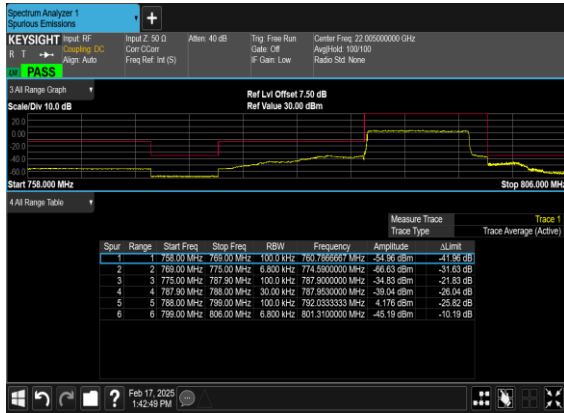 Spectrum Analyzer 1
Spurious Emissions
+
KEYSIGHT Input: RF Input Z: 50 Ω Atten: 40 dB Trig: Free Run Center Freq: 22.005000000 GHz
R T Coupling: DC Corr CCorr Gate: Off Avg|Hold: 100/100
Align: Auto Freq Ref: Int (S) IF Gain: Low Radio Std: None
PASS
3 All Range Graph
Ref Lvl Offset 7.50 dB
Scale/Div 10.0 dB Ref Value 30.00 dBm
20.0
0.00
-20.0
-40.0
-60.0
Start 758.000 MHz Stop 806.000 MHz
4 All Range Table
Measure Trace Trace 1
Trace Type Trace Average (Active)
Spur Range Start Freq Stop Freq RBW Frequency Amplitude ΔLimit
1 1 758.00 MHz 769.00 MHz 100.0 kHz 760.7866667 MHz -54.96 dBm -41.96 dB
2 2 769.00 MHz 775.00 MHz 6.800 kHz 774.5900000 MHz -66.63 dBm -31.63 dB
3 3 775.00 MHz 787.90 MHz 100.0 kHz 787.9000000 MHz -34.83 dBm -21.83 dB
4 4 787.90 MHz 788.00 MHz 30.00 kHz 787.9530000 MHz -39.04 dBm -26.04 dB
5 5 788.00 MHz 799.00 MHz 100.0 kHz 792.0333333 MHz 4.176 dBm -25.82 dB
6 6 799.00 MHz 806.00 MHz 6.800 kHz 801.3100000 MHz -45.19 dBm -10.19 dB
? Feb 17, 2025
1:42:49 PM